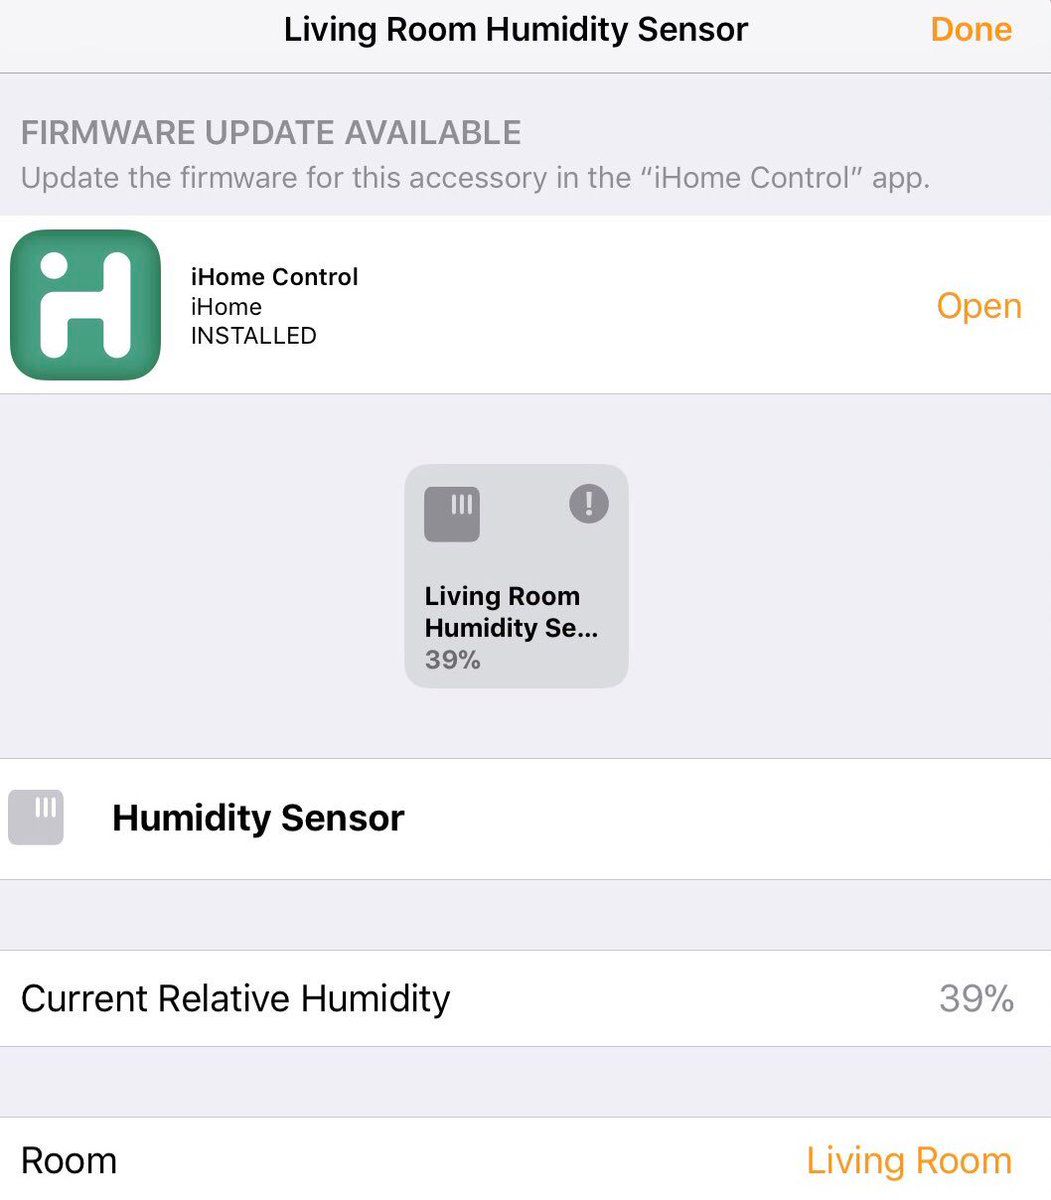 Living Room Humidity Sensor
Done
FIRMWARE UPDATE AVAILABLE
Update the firmware for this accessory in the “iHome Control” app.
iHome Control
iHome
INSTALLED
Open
Living Room
Humidity Se...
39%
Humidity Sensor
Current Relative Humidity
39%
Room
Living Room